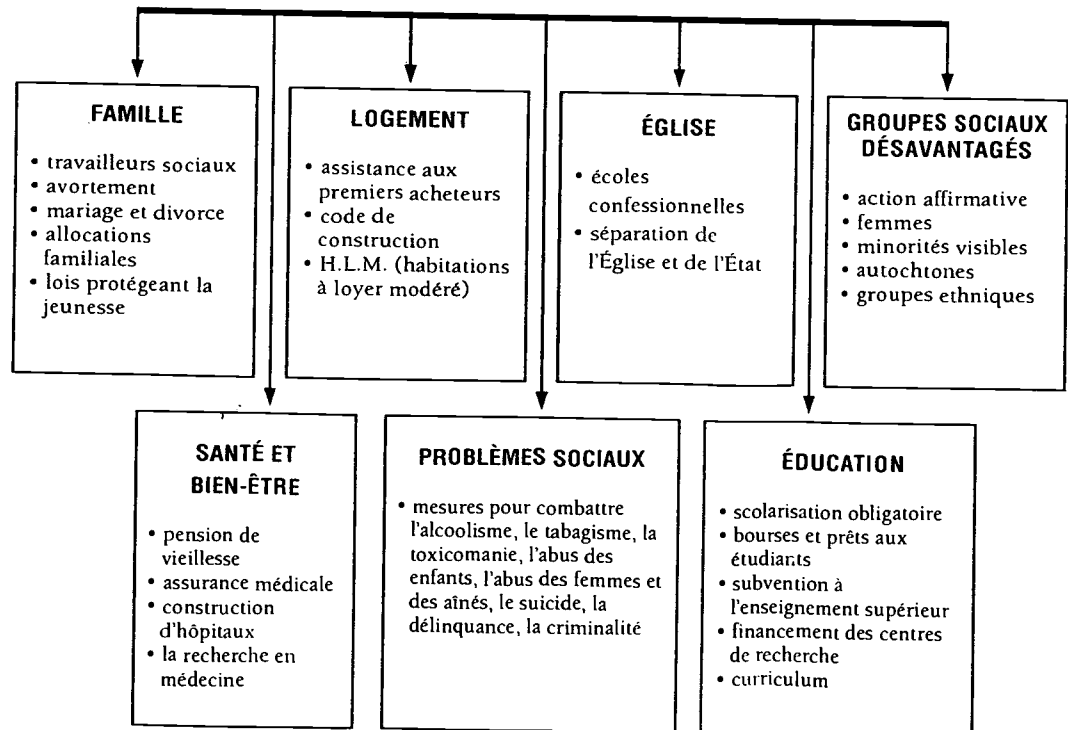 FAMILLE
• travailleurs sociaux
• avortement
• mariage et divorce
• allocations
familiales
• lois protégeant la
jeunesse
LOGEMENT
• assistance aux
premiers acheteurs
• code de
construction
• H.L.M. (habitations
à loyer modéré)
ÉGLISE
• écoles
confessionnelles
• séparation de
l'Église et de l'État
GROUPES SOCIAUX
DÉSAVANTAGÉS
• action affirmative
• femmes
• minorités visibles
• autochtones
• groupes ethniques
SANTÉ ET
BIEN-ÊTRE
• pension de
vieillesse
• assurance médicale
• construction
d'hôpitaux
• la recherche en
médecine
PROBLÈMES SOCIAUX
• mesures pour combattre
l'alcoolisme, le tabagisme, la
toxicomanie, l'abus des
enfants, l'abus des femmes et
des aînés, le suicide, la
délinquance, la criminalité
ÉDUCATION
• scolarisation obligatoire
• bourses et prêts aux
étudiants
• subvention à
l'enseignement supérieur
• financement des centres
de recherche
• curriculum